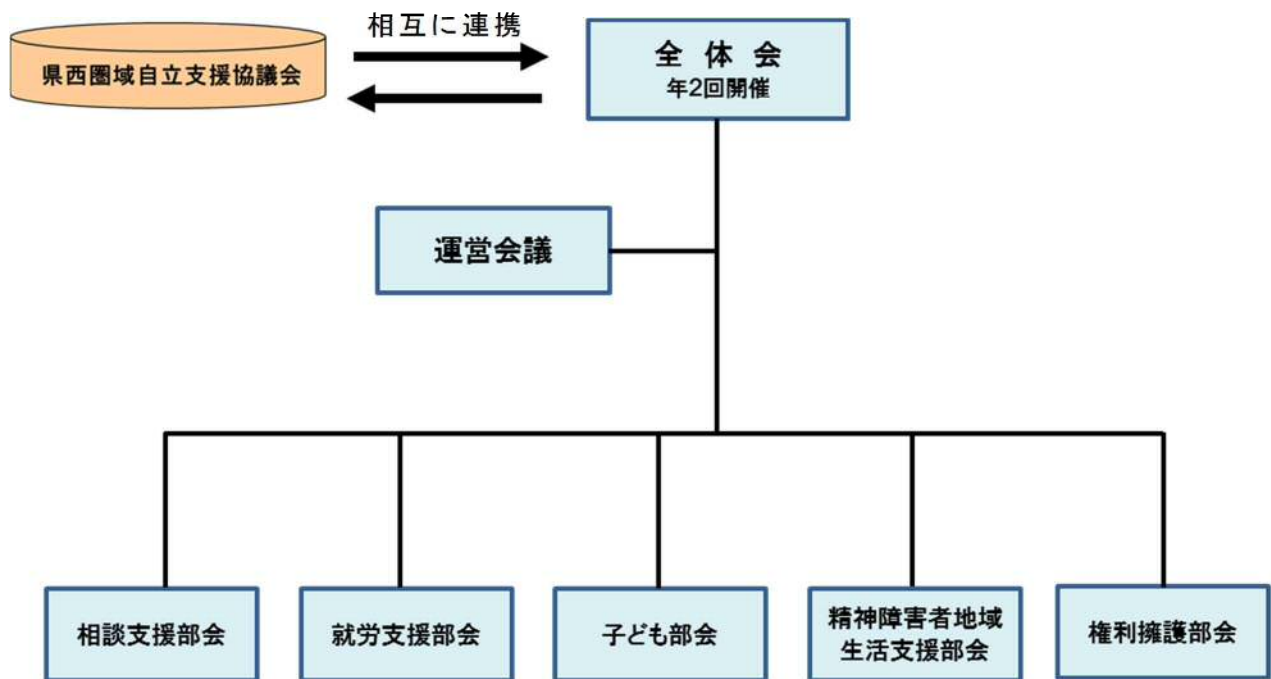 相互に連携
県西圏域自立支援協議会
全体会
年2回開催
運営会議
相談支援部会
就労支援部会
子ども部会
精神障害者地域
生活支援部会
権利擁護部会